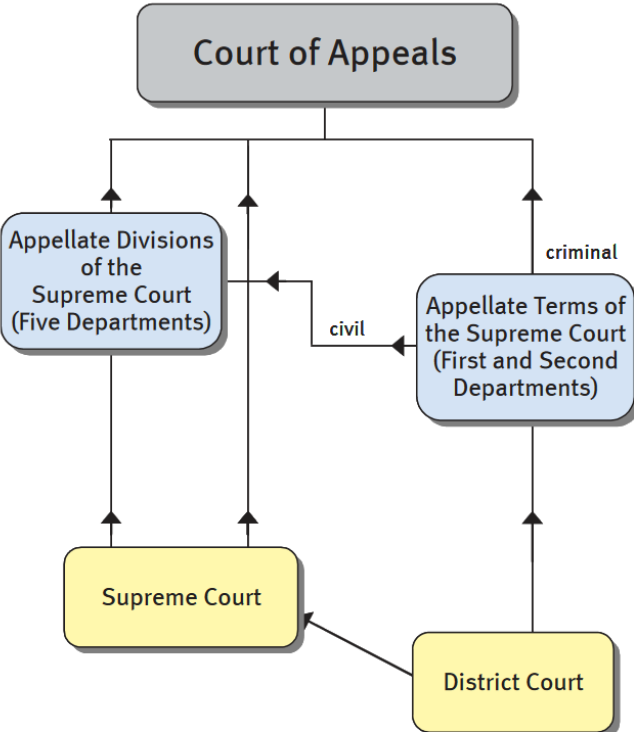 Court of Appeals
Appellate Divisions
of the
Supreme Court
(Five Departments)
criminal
civil
Appellate Terms of
the Supreme Court
(First and Second
Departments)
Supreme Court
District Court